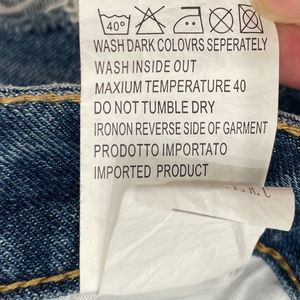 40°
WASH DARK COLOVRS SEPERATELY
WASH INSIDE OUT
MAXIUM TEMPERATURE 40
DO NOT TUMBLE DRY
IRONON REVERSE SIDE OF GARMENT
PRODOTTO IMPORTATO
IMPORTED PRODUCT